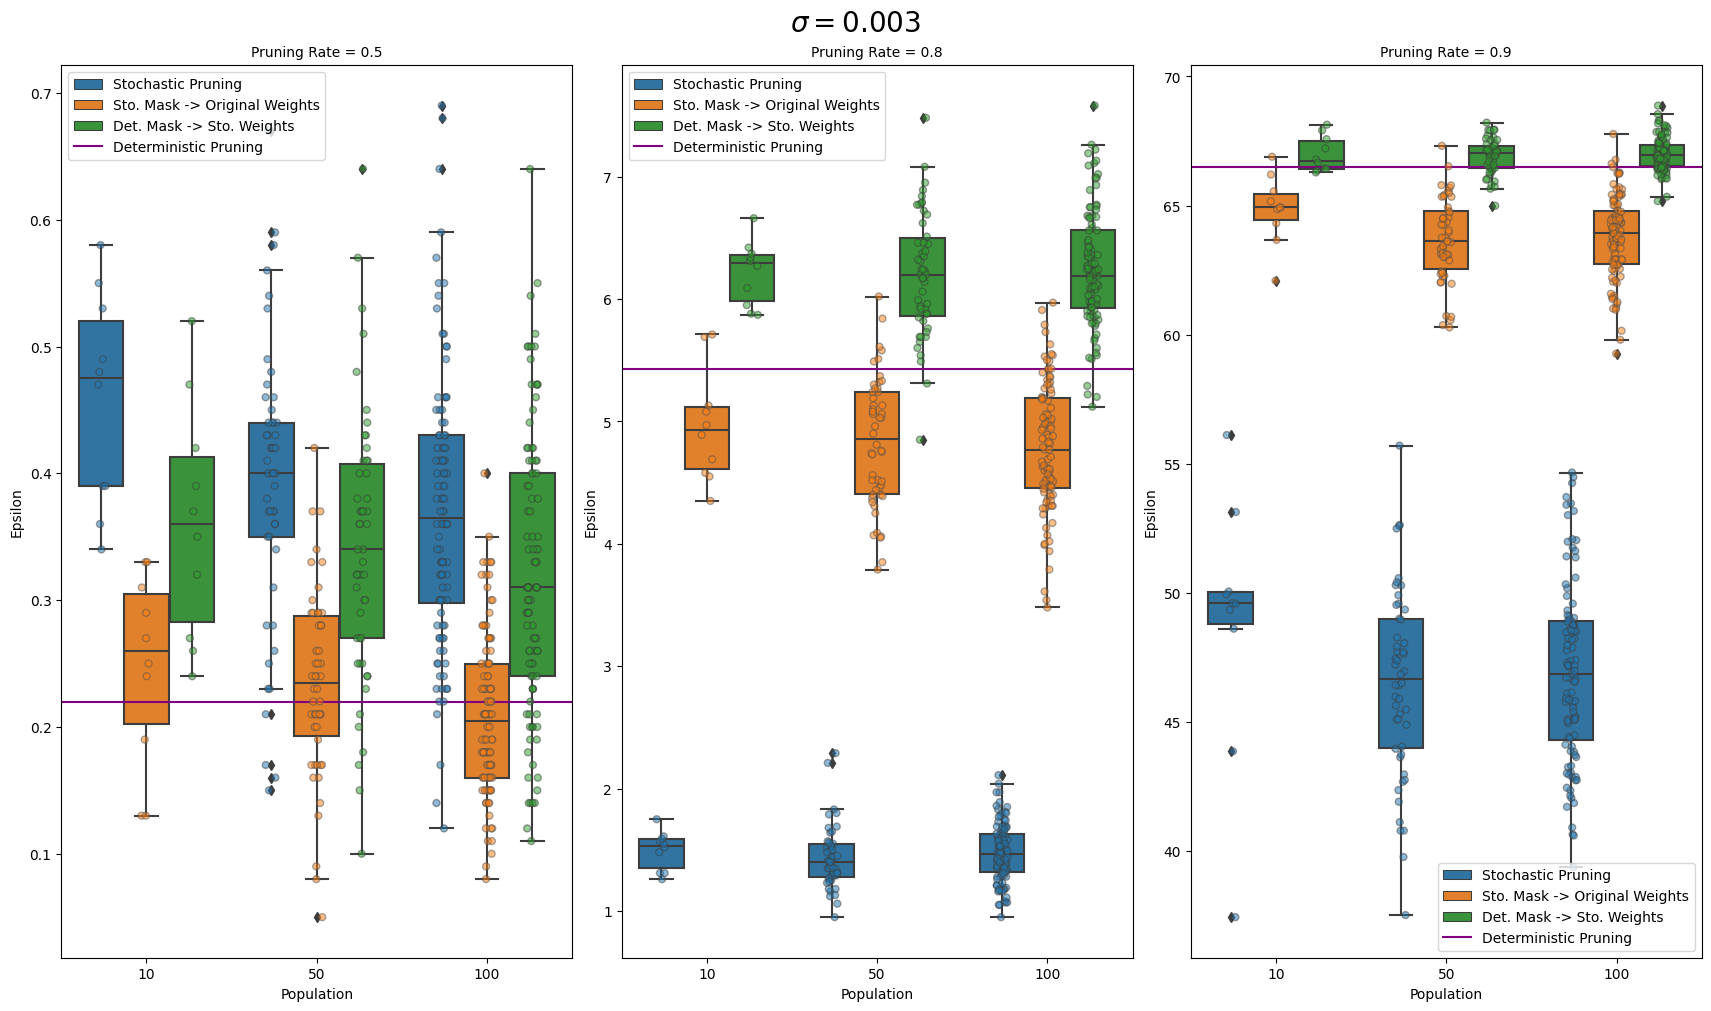 σ = 0.003
Pruning Rate = 0.5
Stochastic Pruning
Sto. Mask -> Original Weights
Det. Mask -> Sto. Weights
Deterministic Pruning
Epsilon
0.7
0.6
0.5
0.4
0.3
0.2
0.1
10
50
100
Population
Pruning Rate = 0.8
Stochastic Pruning
Sto. Mask -> Original Weights
Det. Mask -> Sto. Weights
Deterministic Pruning
Epsilon
7
6
5
4
3
2
1
10
50
100
Population
Pruning Rate = 0.9
Epsilon
70
65
60
55
50
45
40
Stochastic Pruning
Sto. Mask -> Original Weights
Det. Mask -> Sto. Weights
Deterministic Pruning
10
50
100
Population